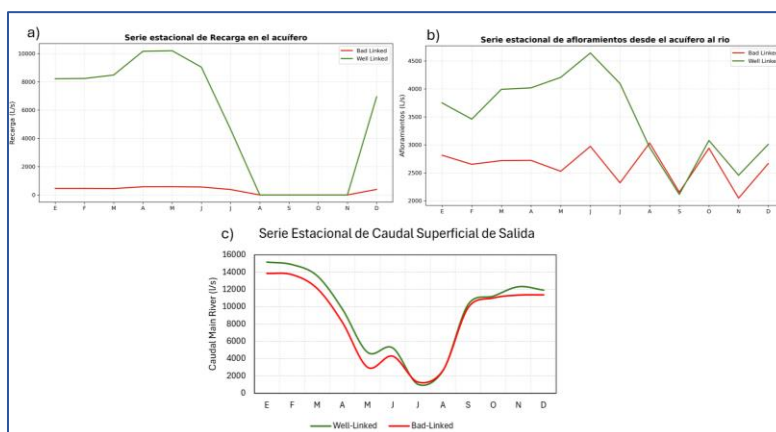 a)
Serie estacional de Recarga en el acuífero
Bad Linked
Well Linked
Recarga (L/s)
10000
8000
6000
4000
2000
0
E F M A M J J A S O N D
b)
Serie estacional de afloramientos desde el acuífero al río
Bad Linked
Well Linked
Afloramientos (L/s)
4500
4000
3500
3000
2500
2000
E F M A M J J A S O N D
c)
Serie Estacional de Caudal Superficial de Salida
Caudal Main River (l/s)
16000
14000
12000
10000
8000
6000
4000
2000
0
E F M A M J J A S O N D
Well-Linked Bad-Linked